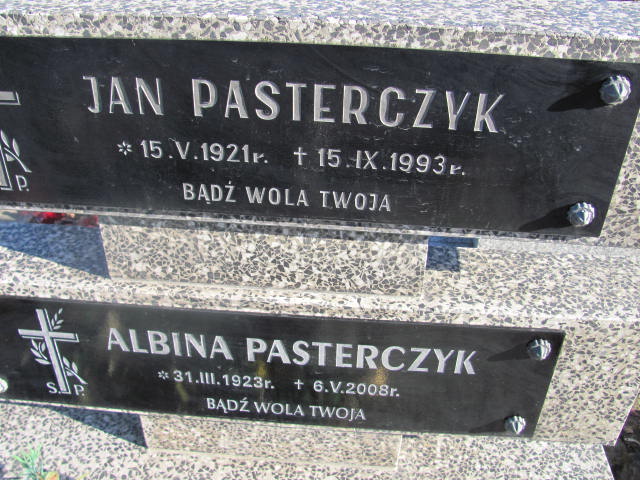 JAN PASTERCZYK
* 15.V.1921r. † 15.IX.1993r.
P.
BĄDŹ WOLA TWOJA
ALBINA PASTERCZYK
* 31.III.1923r. † 6.V.2008r.
S. P.
BĄDŹ WOLA TWOJA